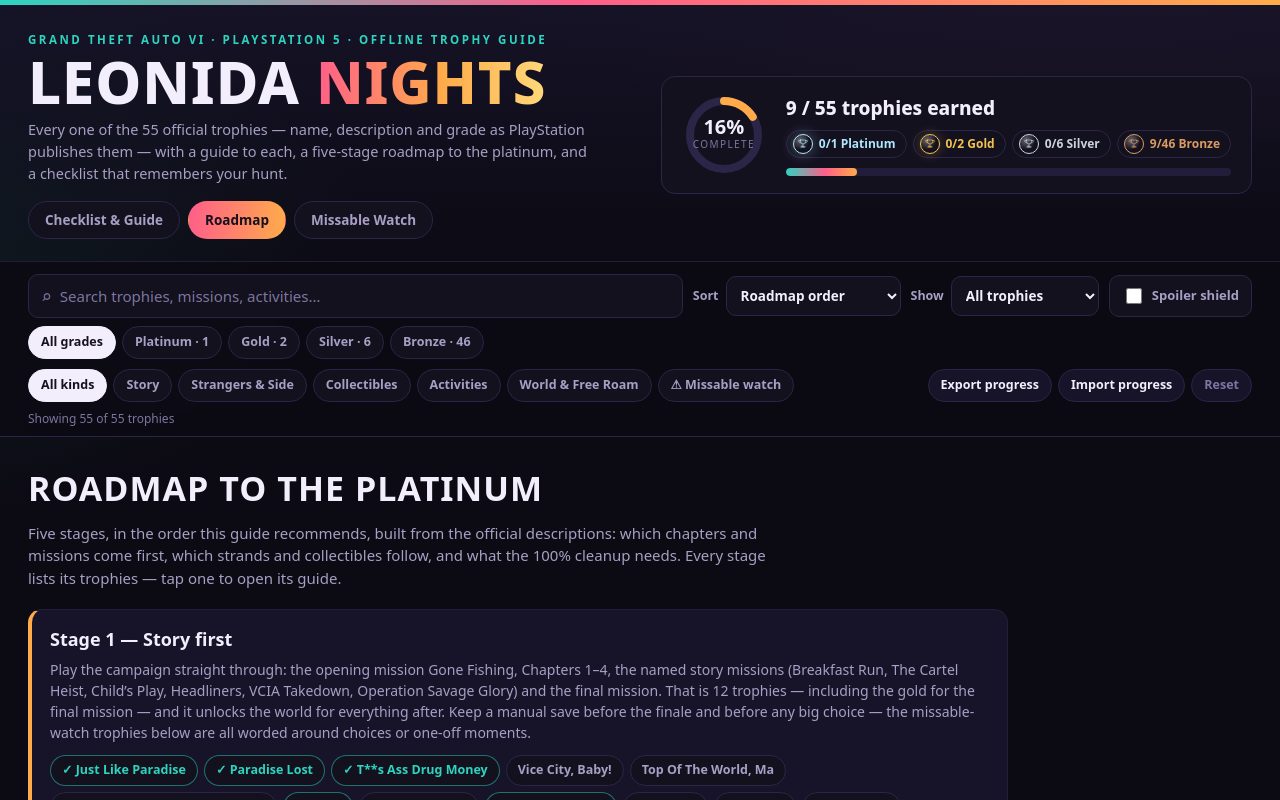 GRAND THEFT AUTO VI · PLAYSTATION 5 · OFFLINE TROPHY GUIDE
LEONIDA NIGHTS
Every one of the 55 official trophies — name, description and grade as PlayStation
publishes them — with a guide to each, a five-stage roadmap to the platinum, and
a checklist that remembers your hunt.
Checklist & Guide
Roadmap
Missable Watch
16%
COMPLETE
9 / 55 trophies earned
0/1 Platinum
0/2 Gold
0/6 Silver
9/46 Bronze
Search trophies, missions, activities...
Sort
Roadmap order
Show
All trophies
Spoiler shield
All grades
Platinum · 1
Gold · 2
Silver · 6
Bronze · 46
All kinds
Story
Strangers & Side
Collectibles
Activities
World & Free Roam
⚠ Missable watch
Export progress
Import progress
Reset
Showing 55 of 55 trophies
ROADMAP TO THE PLATINUM
Five stages, in the order this guide recommends, built from the official descriptions: which chapters and
missions come first, which strands and collectibles follow, and what the 100% cleanup needs. Every stage
lists its trophies — tap one to open its guide.
Stage 1 — Story first
Play the campaign straight through: the opening mission Gone Fishing, Chapters 1–4, the named story missions (Breakfast Run, The Cartel
Heist, Child’s Play, Headliners, VCIA Takedown, Operation Savage Glory) and the final mission. That is 12 trophies — including the gold for the
final mission — and it unlocks the world for everything after. Keep a manual save before the finale and before any big choice — the missable-
watch trophies below are all worded around choices or one-off moments.
✓ Just Like Paradise
✓ Paradise Lost
✓ T**s Ass Drug Money
Vice City, Baby!
Top Of The World, Ma